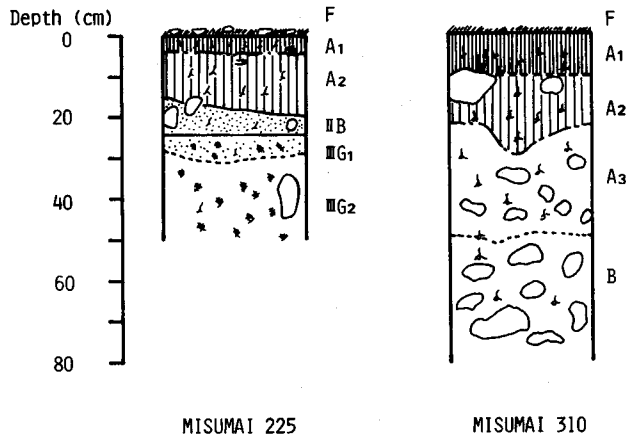 Depth (cm)
0
20
40
60
80
F
A1
A2
ⅡB
ⅢG1
ⅢG2
MISUMAI 225
F
A1
A2
A3
B
MISUMAI 310